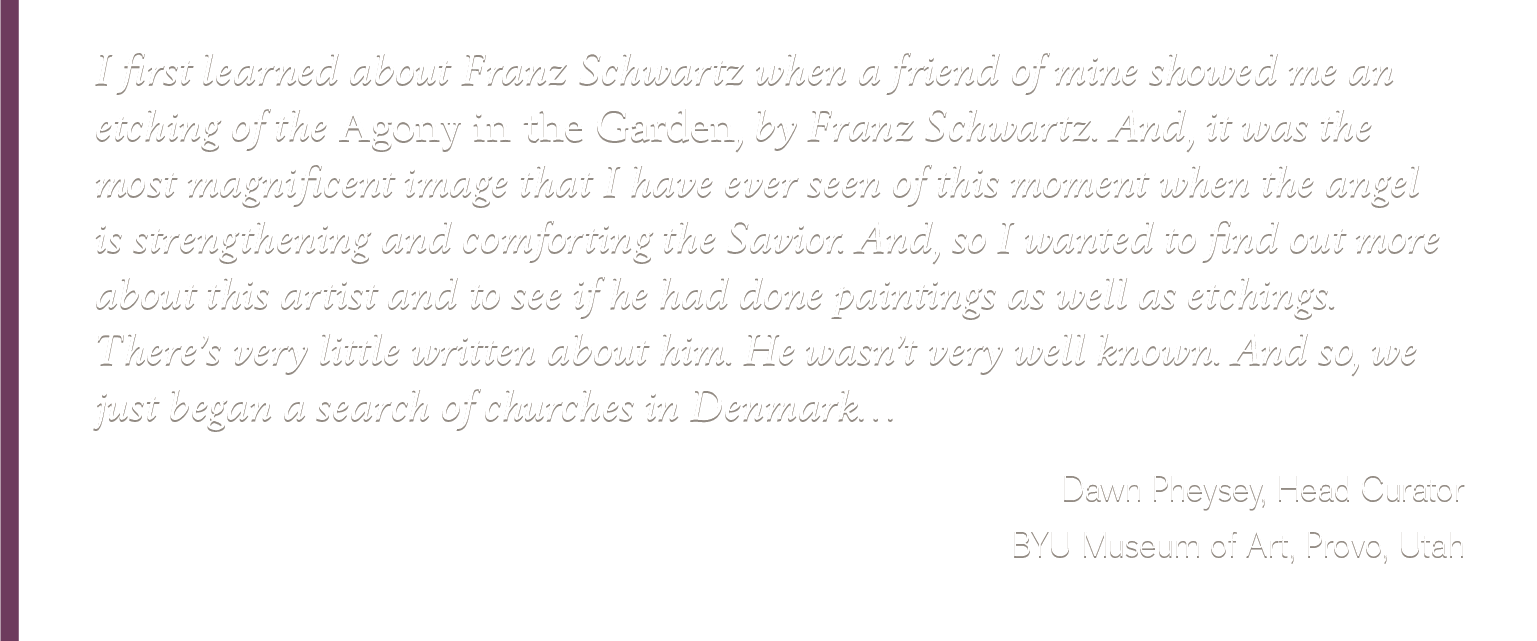 I first learned about Franz Schwartz when a friend of mine showed me an
etching of the Agony in the Garden, by Franz Schwartz. And, it was the
most magnificent image that I have ever seen of this moment when the angel
is strengthening and comforting the Savior. And, so I wanted to find out more
about this artist and to see if he had done paintings as well as etchings.
There’s very little written about him. He wasn’t very well known. And so, we
just began a search of churches in Denmark…
Dawn Pheysey, Head Curator
BYU Museum of Art, Provo, Utah